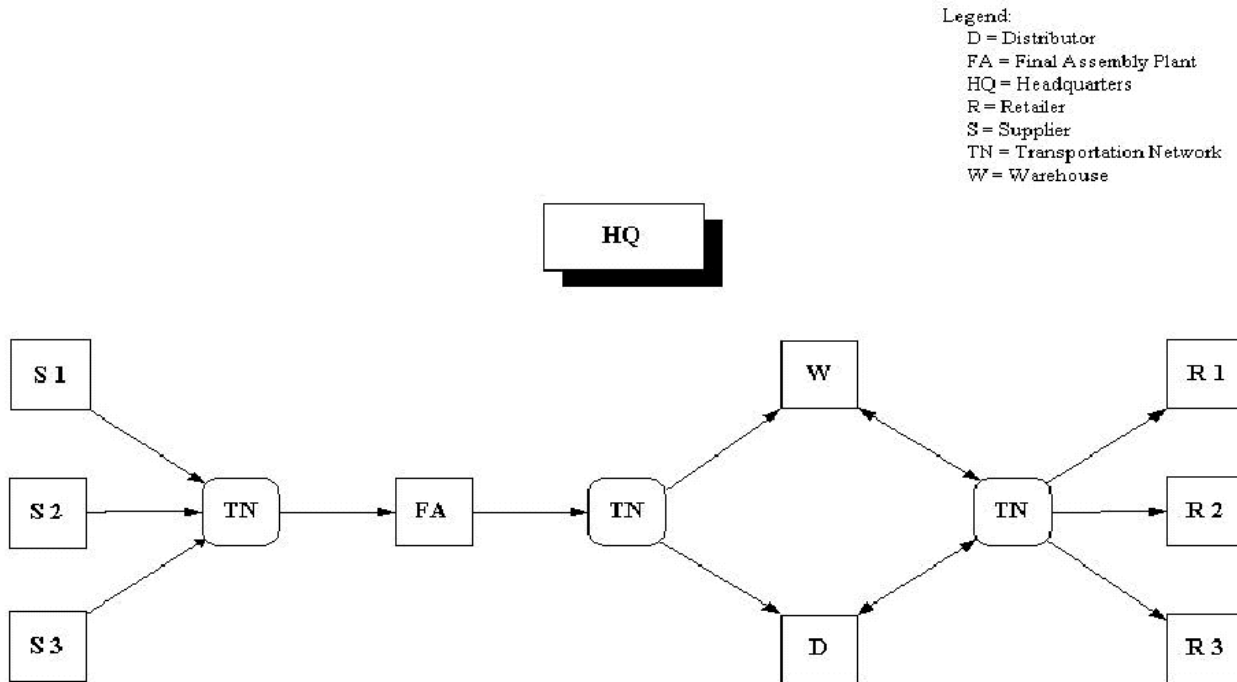 Legend:
D = Distributor
FA = Final Assembly Plant
HQ = Headquarters
R = Retailer
S = Supplier
TN = Transportation Network
W = Warehouse
HQ
S 1
W
R 1
S 2
TN
FA
TN
TN
R 2
S 3
D
R 3